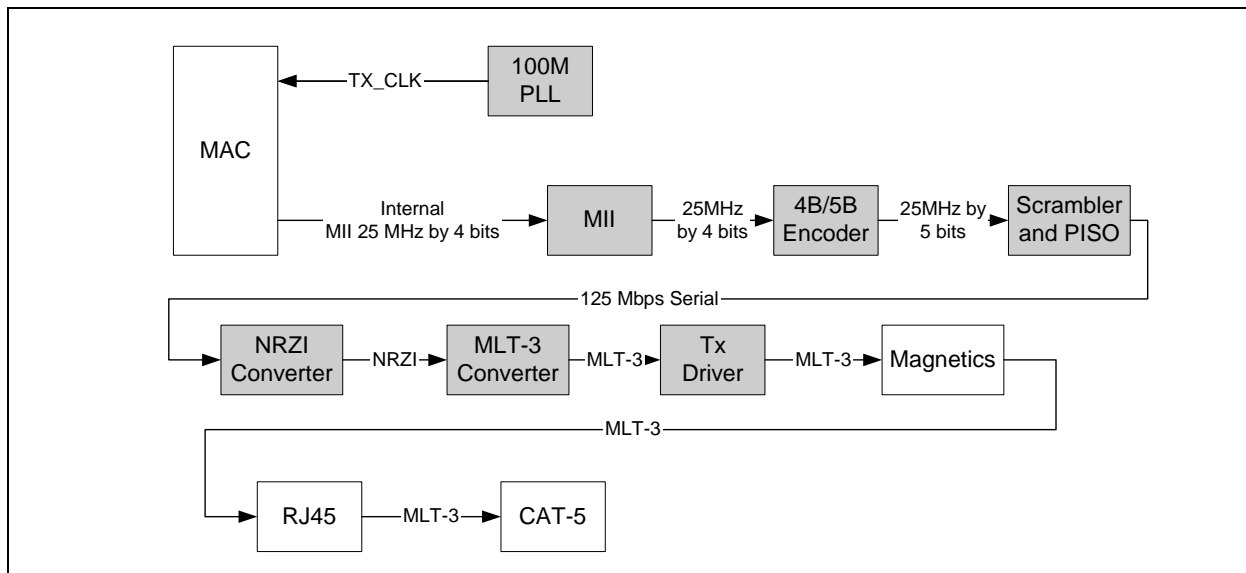 100M
PLL
TX_CLK
MAC
Internal
MII 25 MHz by 4 bits
MII
25MHz
by 4 bits
4B/5B
Encoder
25MHz by
5 bits
Scrambler
and PISO
125 Mbps Serial
NRZI
Converter
NRZI
MLT-3
Converter
MLT-3
Tx
Driver
MLT-3
Magnetics
MLT-3
RJ45
MLT-3
CAT-5